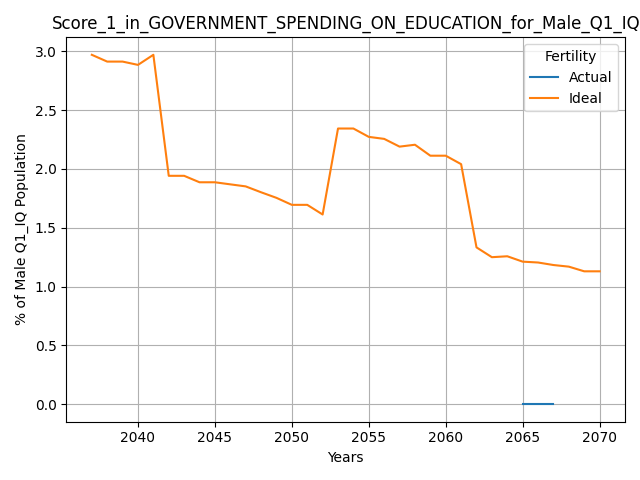 Score_1_in_GOVERNMENT_SPENDING_ON_EDUCATION_for_Male_Q1_IQ
Fertility
Actual
Ideal
% of Male Q1_IQ Population
3.0
2.5
2.0
1.5
1.0
0.5
0.0
2040 2045 2050 2055 2060 2065 2070
Years